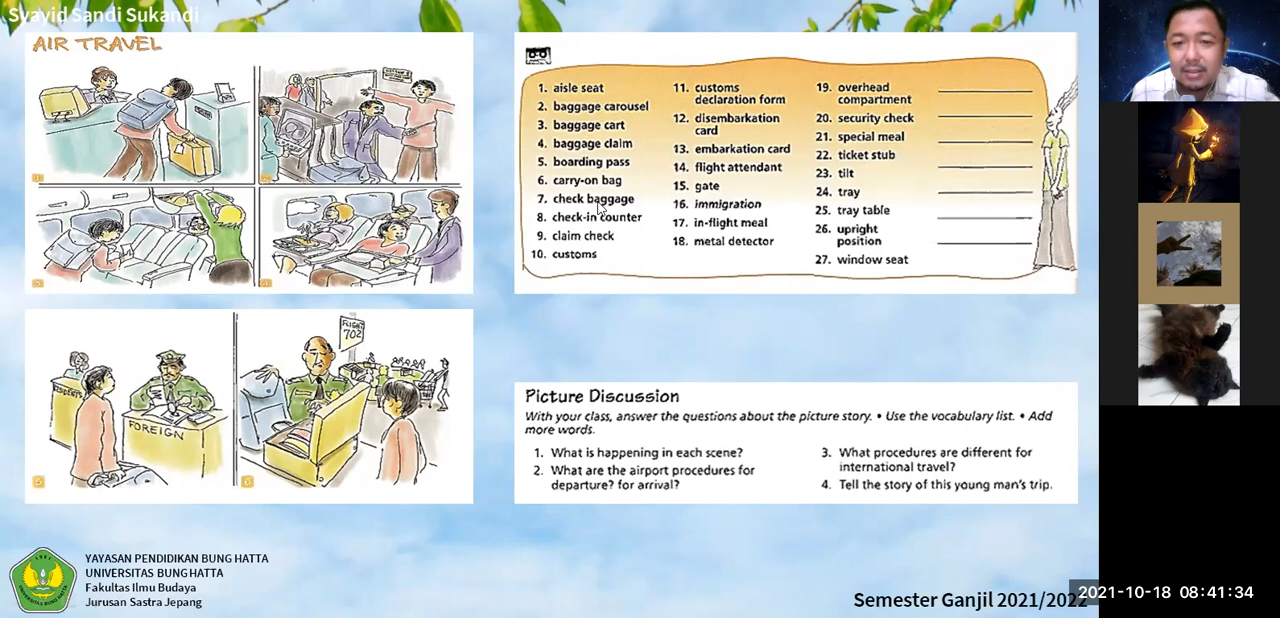 Syayid Sandi Sukandi
AIR TRAVEL
FOREIGN
FLIGHT
702
1. aisle seat
2. baggage carousel
3. baggage cart
4. baggage claim
5. boarding pass
6. carry-on bag
7. check baggage
8. check-in counter
9. claim check
10. customs
11. customs
declaration form
12. disembarkation
card
13. embarkation card
14. flight attendant
15. gate
16. immigration
17. in-flight meal
18. metal detector
19. overhead
compartment
20. security check
21. special meal
22. ticket stub
23. tilt
24. tray
25. tray table
26. upright
position
27. window seat
Picture Discussion
With your class, answer the questions about the picture story. • Use the vocabulary list. • Add
more words.
1. What is happening in each scene?
2. What are the airport procedures for
departure? for arrival?
3. What procedures are different for
international travel?
4. Tell the story of this young man's trip.
YAYASAN PENDIDIKAN BUNG HATTA
UNIVERSITAS BUNG HATTA
Fakultas Ilmu Budaya
Jurusan Sastra Jepang
Semester Ganjil 2021/2022
2021-10-18 08:41:34